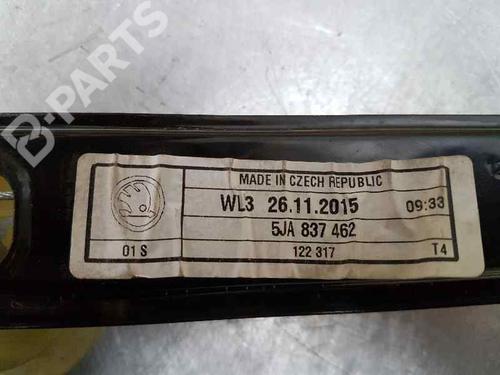 B-PARTS
MADE IN CZECH REPUBLIC
WL3 26.11.2015 09:33
5JA 837 462
01 S 122 317 T4